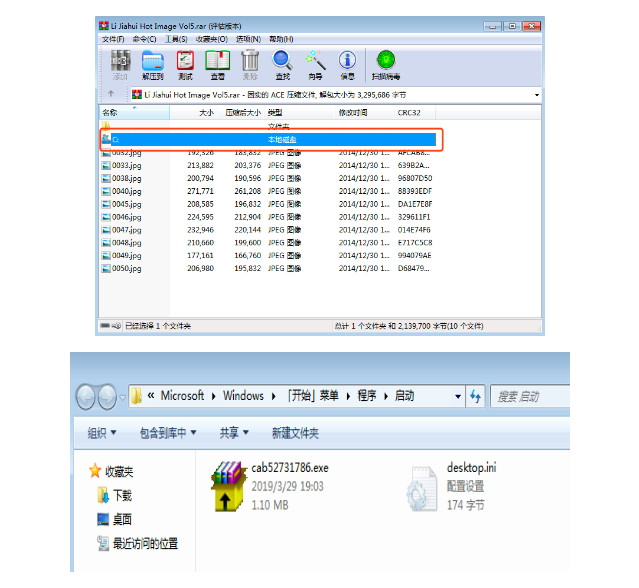 Li Jiahui Hot Image Vol5.rar (评估版本)
文件(F) 命令(C) 工具(S) 收藏夹(O) 选项(N) 帮助(H)
添加 解压到 测试 查看 删除 查找 向导 信息 扫描病毒
Li Jiahui Hot Image Vol5.rar - 固实的 ACE 压缩文件, 解包大小为 3,295,686 字节
名称 大小 压缩后大小 类型 修改时间 CRC32
文件夹
C: 本地磁盘
0032.jpg 192,526 183,832 JPEG 图像 2014/12/30 1... AFCAB8...
0033.jpg 213,882 203,376 JPEG 图像 2014/12/30 1... 639B2A...
0038.jpg 200,794 190,596 JPEG 图像 2014/12/30 1... 96807D50
0040.jpg 271,771 261,208 JPEG 图像 2014/12/30 1... 88393EDF
0045.jpg 208,585 196,832 JPEG 图像 2014/12/30 1... DA1E7E8F
0046.jpg 224,595 212,904 JPEG 图像 2014/12/30 1... 329611F1
0047.jpg 232,946 220,144 JPEG 图像 2014/12/30 1... 014E74F6
0048.jpg 210,660 199,600 JPEG 图像 2014/12/30 1... E717C5C8
0049.jpg 177,161 166,760 JPEG 图像 2014/12/30 1... 994079AE
0050.jpg 206,980 195,832 JPEG 图像 2014/12/30 1... D68479...
已经选择 1 个文件夹 总计 1 个文件夹 和 2,139,700 字节(10 个文件)
« Microsoft Windows 「开始」菜单 程序 启动 搜索 启动
组织 包含到库中 共享 新建文件夹
收藏夹
下载
桌面
最近访问的位置
cab52731786.exe
2019/3/29 19:03
1.10 MB
desktop.ini
配置设置
174 字节